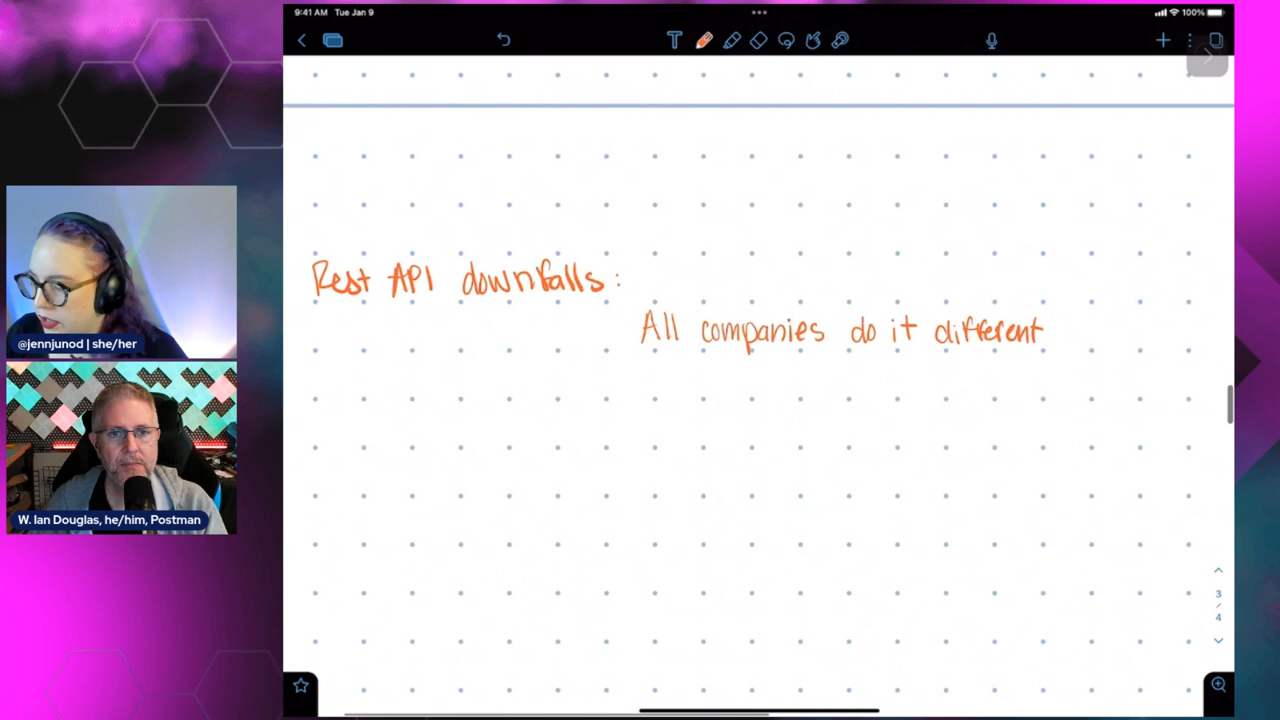 9:41 AM Tue Jan 9
100%
Rest API downfalls:
All companies do it different
@jennjunod | she/her
W. Ian Douglas, he/him, Postman
3
/
4